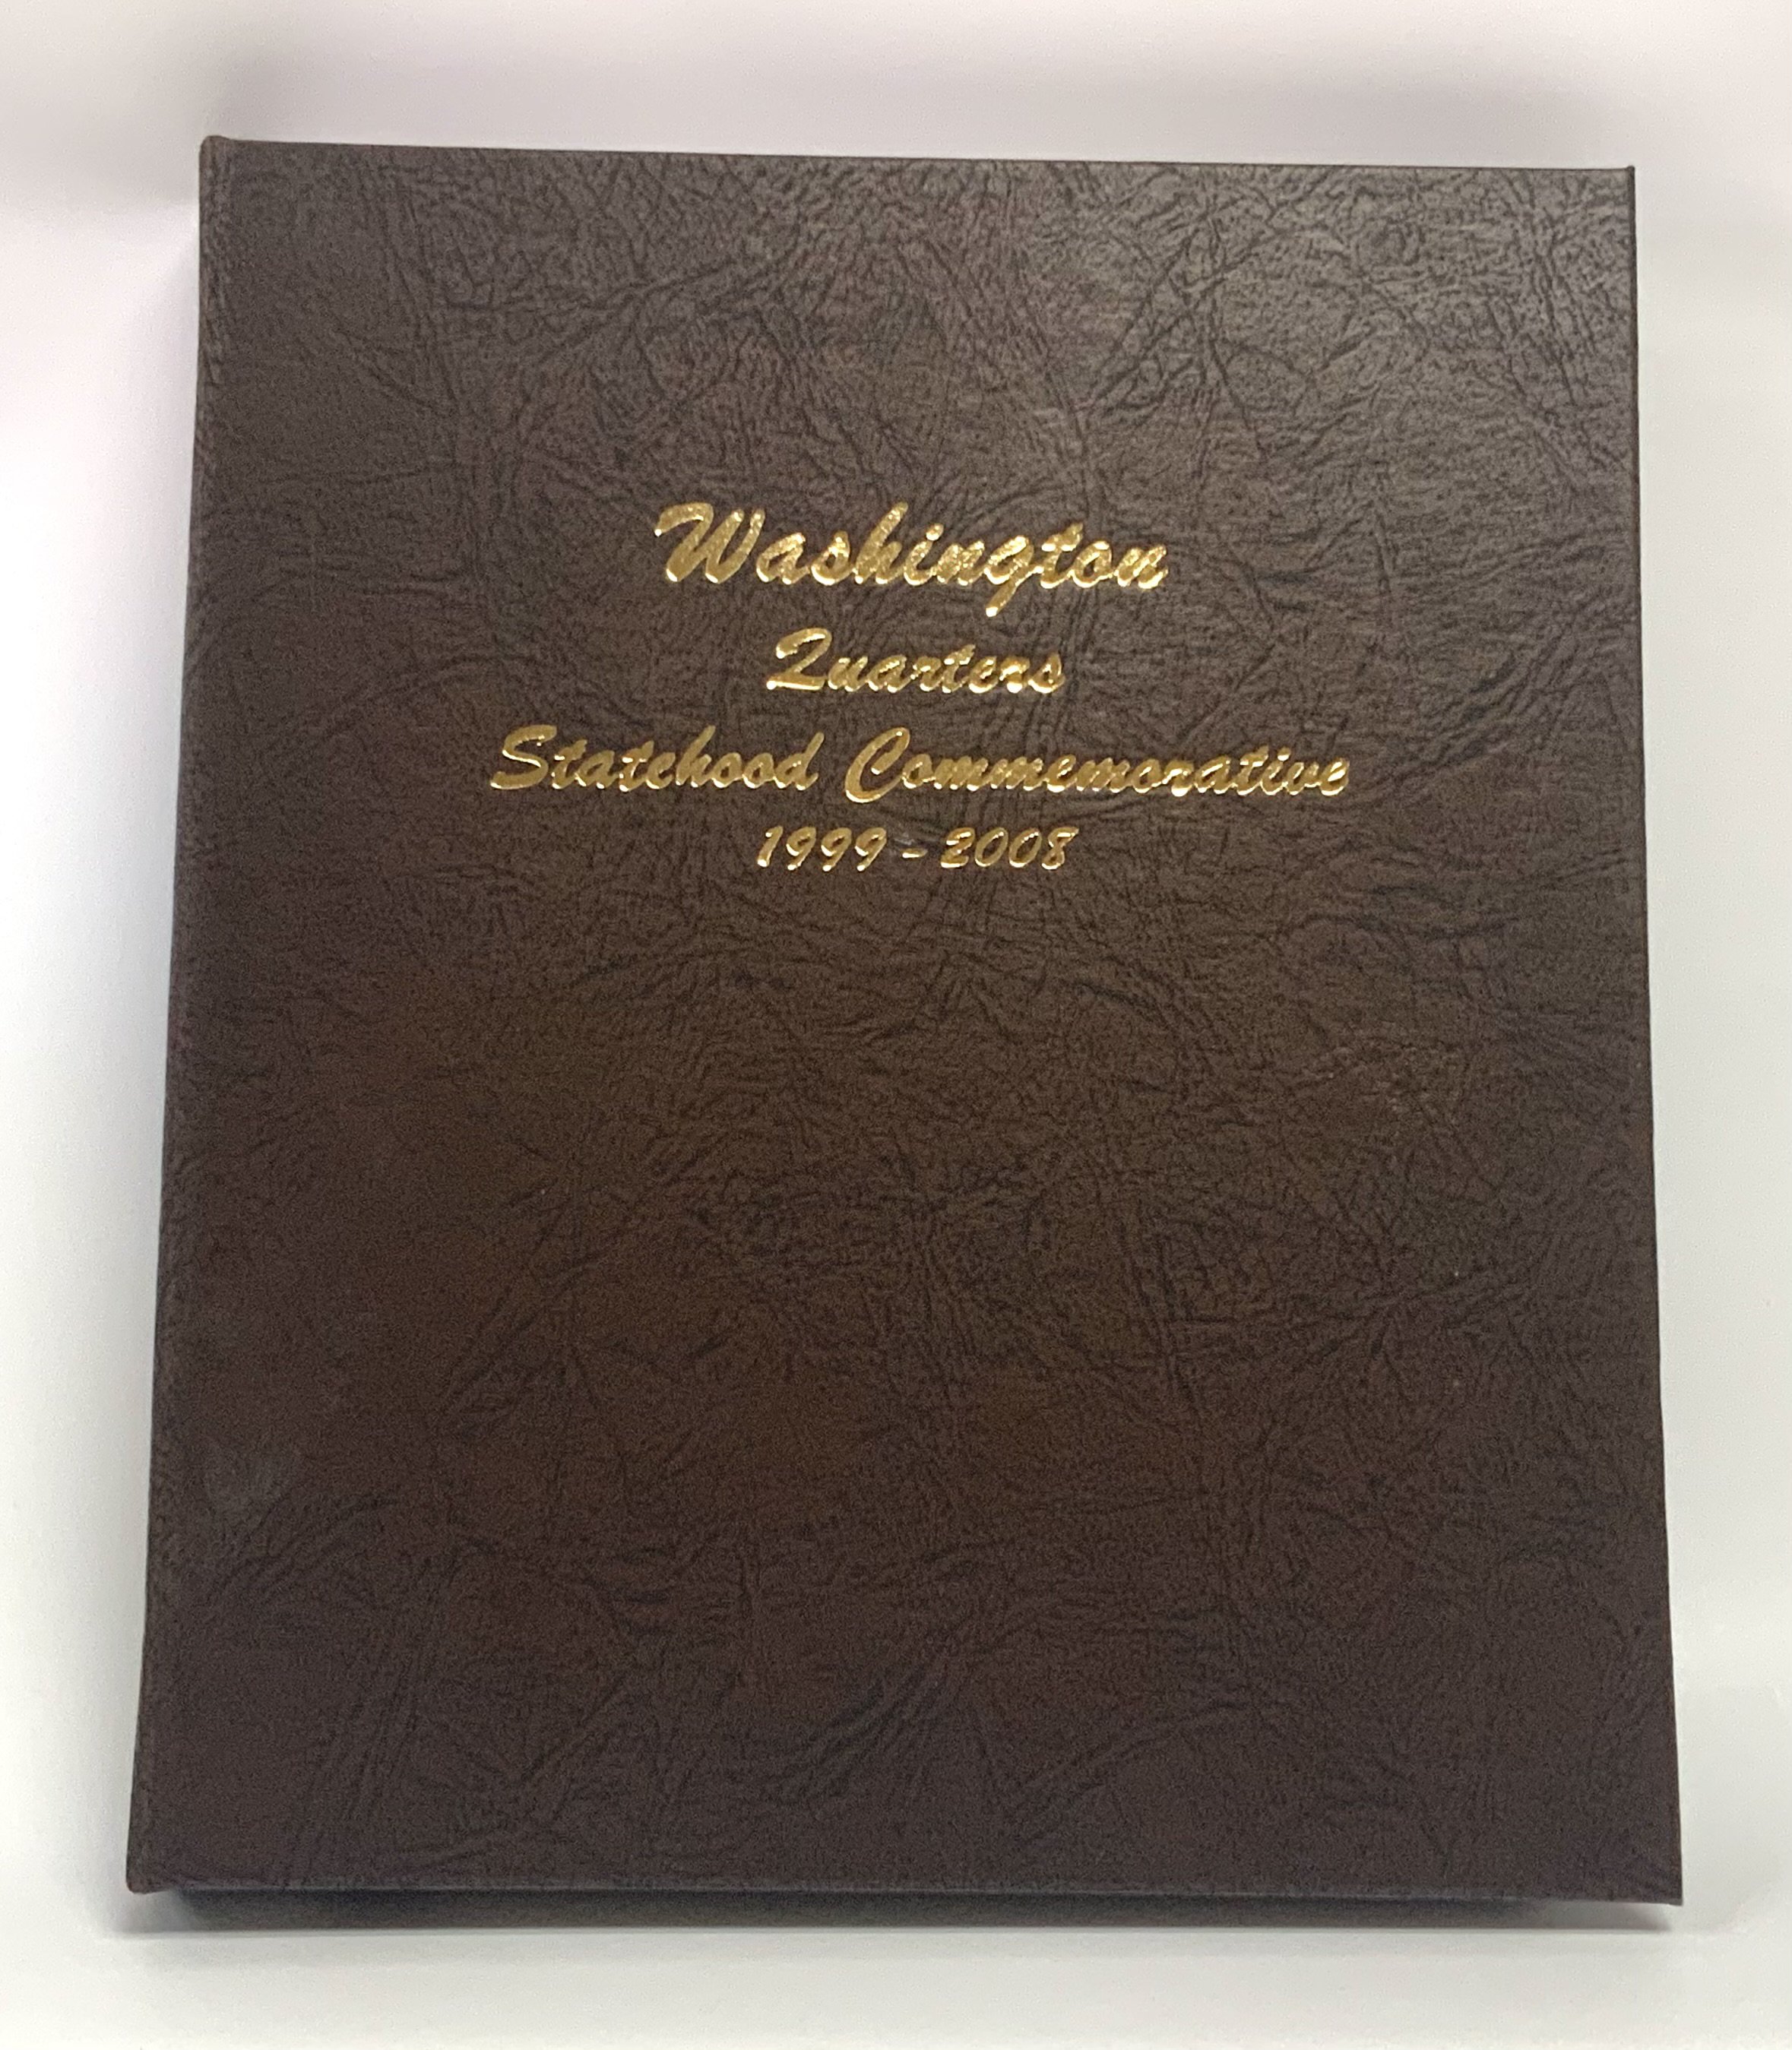 Washington
Quarters
Statehood Commemorative
1999 - 2008